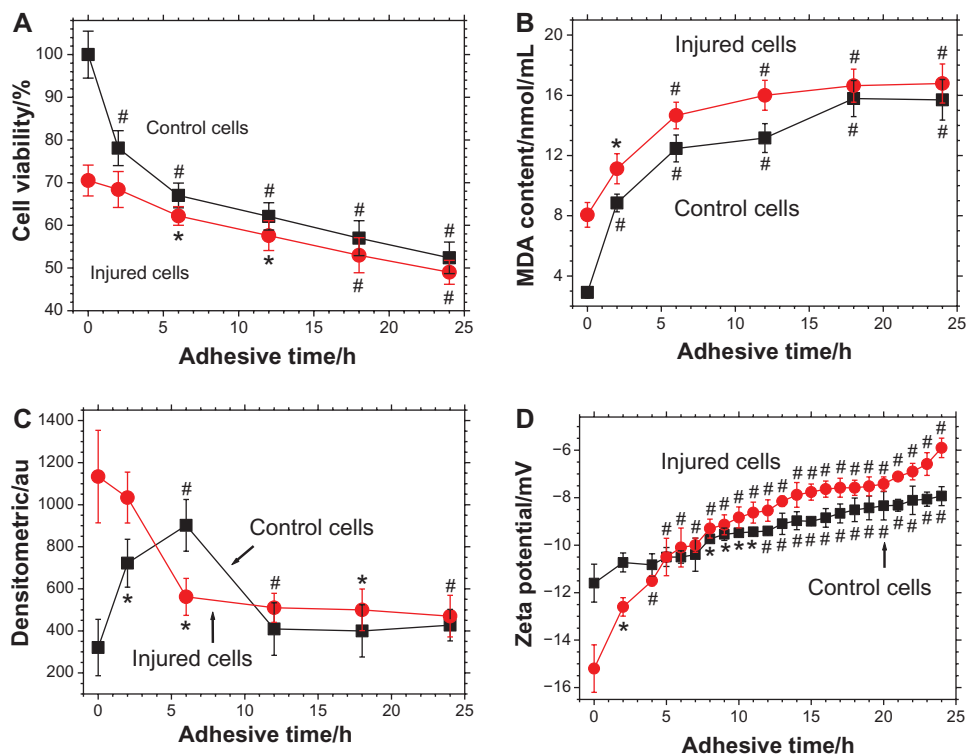 A
Cell viability/%
100
90
80
70
60
50
40
#
Control cells
#
#
#
#
*
*
#
#
Injured cells
0 5 10 15 20 25
Adhesive time/h
B
MDA content/nmol/mL
20
16
12
8
4
Injured cells
#
#
#
#
*
#
#
#
#
#
Control cells
0 5 10 15 20 25
Adhesive time/h
C
Densitometric/au
1400
1200
1000
800
600
400
200
#
Control cells
*
*
#
*
#
Injured cells
0 5 10 15 20 25
Adhesive time/h
D
Zeta potential/mV
−6
−8
−10
−12
−14
−16
Injured cells
# # # # # # # # # # # # # # # # # # # #
* * * * # # # # # # # # # # # # #
#
*
Control cells
0 5 10 15 20 25
Adhesive time/h